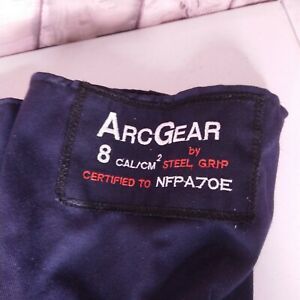 ARCGEAR
by
8 CAL/CM² STEEL GRIP
CERTIFIED TO NFPA70E